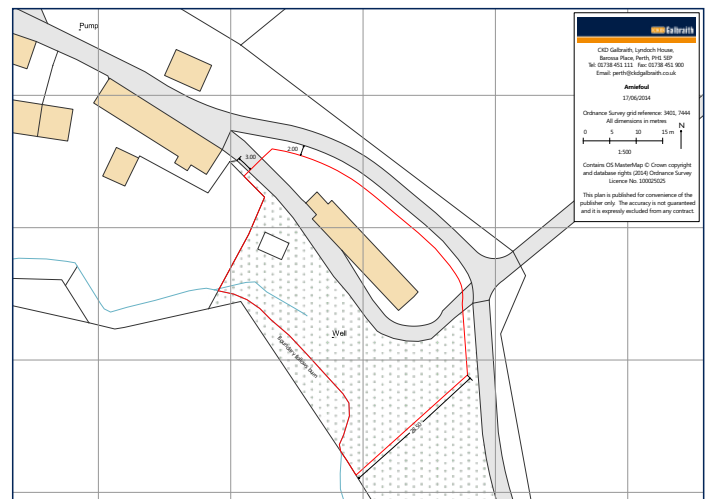 Pump
3.00
2.00
Well
Boundary follows burn
28.50
CKD Galbraith
CKD Galbraith, Lyndoch House,
Barossa Place, Perth, PH1 5EP
Tel: 01738 451 111 Fax: 01738 451 900
Email: perth@ckdgalbraith.co.uk
Arniefoul
17/06/2014
Ordnance Survey grid reference: 3401, 7444
All dimensions in metres
N
0 5 10 15 m
1:500
Contains OS MasterMap © Crown copyright
and database rights (2014) Ordnance Survey
Licence No. 100025025
This plan is published for convenience of the
publisher only. The accuracy is not guaranteed
and it is expressly excluded from any contract.